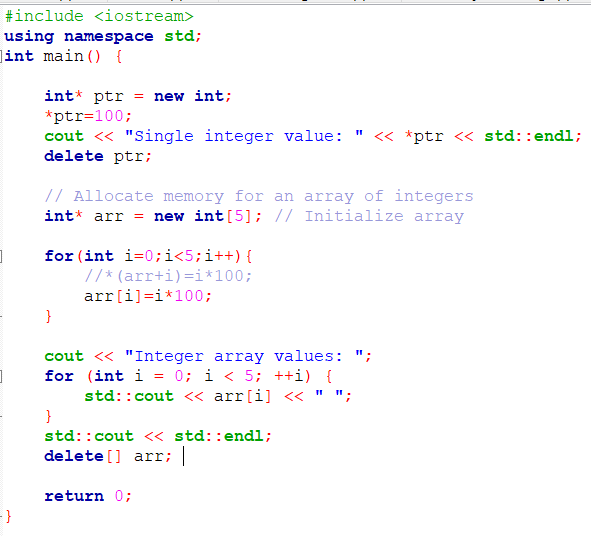 #include <iostream>
using namespace std;
int main() {
int* ptr = new int;
*ptr=100;
cout << "Single integer value: " << *ptr << std::endl;
delete ptr;
// Allocate memory for an array of integers
int* arr = new int[5]; // Initialize array
for(int i=0;i<5;i++){
//*(arr+i)=i*100;
arr[i]=i*100;
}
cout << "Integer array values: ";
for (int i = 0; i < 5; ++i) {
std::cout << arr[i] << " ";
}
std::cout << std::endl;
delete[] arr;
return 0;
}